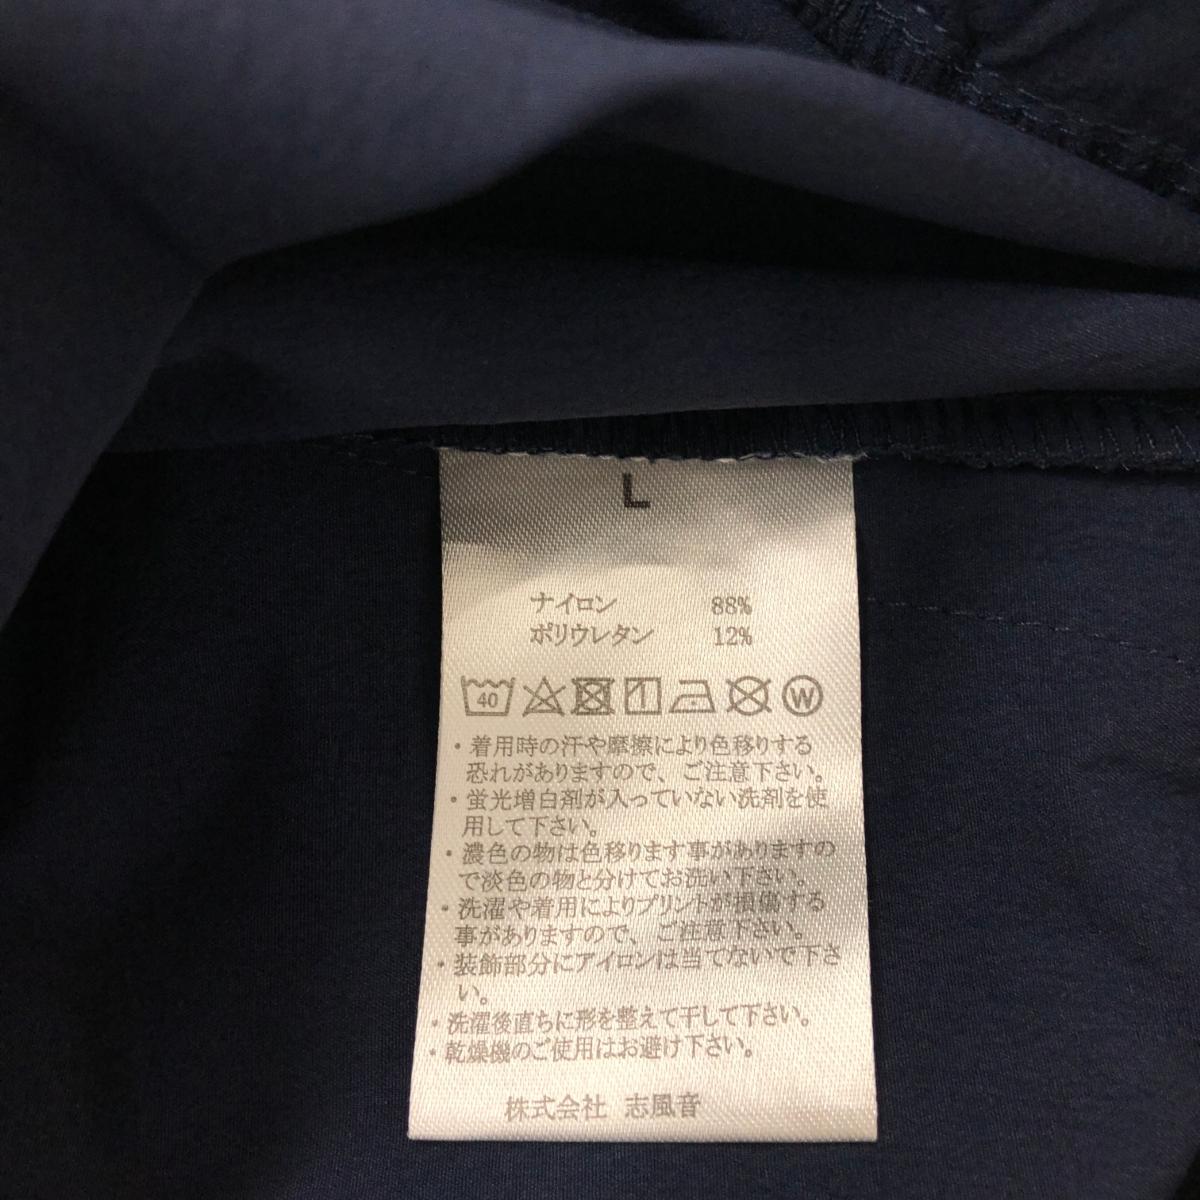 L
ナイロン 88%
ポリウレタン 12%
40 W
・着用時の汗や摩擦により色移りする
恐れがありますので、ご注意下さい。
・蛍光増白剤が入っていない洗剤を使
用して下さい。
・濃色の物は色移ります事がありますの
で淡色の物と分けてお洗い下さい。
・洗濯や着用によりプリントが損傷する
事がありますので、ご注意下さい。
・装飾部分にアイロンは当てないで下さ
い。
・洗濯後直ちに形を整えて干して下さい。
・乾燥機のご使用はお避け下さい。
株式会社 志風音